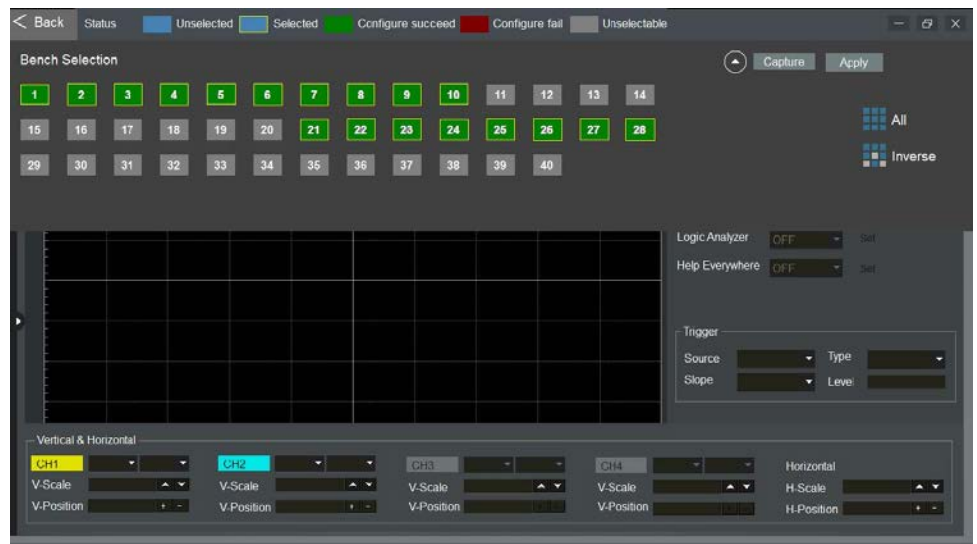 < Back Status Unselected Selected Ccnfigure succeed Configure fail Unselectable
Bench Selection Capture Apply
1 2 3 4 5 6 7 8 9 10 11 12 13 14
All
15 16 17 18 19 20 21 22 23 24 25 26 27 28
Inverse
29 30 31 32 33 34 35 36 37 38 39 40
Logic Analyzer OFF Set
Help Everywhere OFF Set
Trigger
Source Type
Slope Level
Vertical & Horizontal
CH1 CH2 CH3 CH4 Horizontal
V-Scale V-Scale V-Scale V-Scale H-Scale
V-Position + - V-Position + - V-Position V-Position H-Position + -